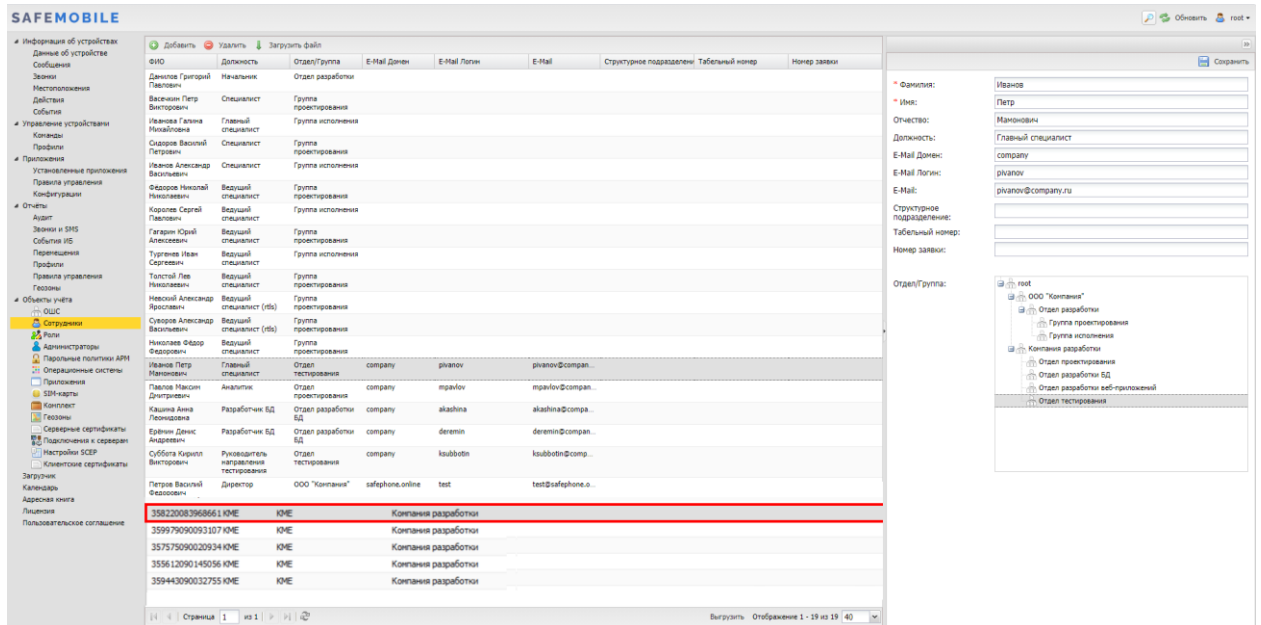 SAFEMOBILE
Обновить root
Информация об устройствах
Данные об устройстве
Сообщения
Звонки
Местоположения
Действия
События
Управление устройствами
Команды
Профили
Приложения
Установленные приложения
Правила управления
Конфигурации
Отчёты
Аудит
Звонки и SMS
События ИБ
Перемещения
Профили
Правила управления
Геозоны
Объекты учёта
ОШС
Сотрудники
Роли
Администраторы
Парольные политики АРМ
Операционные системы
Приложения
SIM-карты
Комплект
Геозоны
Серверные сертификаты
Подключения к серверам
Настройки SCEP
Клиентские сертификаты
Загрузчик
Календарь
Адресная книга
Лицензия
Пользовательское соглашение
Добавить Удалить Загрузить файл
ФИО Должность Отдел/Группа E-Mail Домен E-Mail Логин E-Mail Структурное подразделени Табельный номер Номер заявки
Данилов Григорий Начальник Отдел разработки
Павлович
Васечкин Петр Специалист Группа
Викторович проектирования
Иванова Галина Главный Группа исполнения
Михайловна специалист
Сидоров Василий Специалист Группа
Петрович проектирования
Иванов Александр Специалист Группа исполнения
Васильевич
Фёдоров Николай Ведущий Группа
Николаевич специалист проектирования
Королев Сергей Ведущий Группа исполнения
Павлович специалист
Гагарин Юрий Ведущий Группа
Алексеевич специалист проектирования
Тургенев Иван Ведущий Группа исполнения
Сергеевич специалист
Толстой Лев Ведущий Группа
Николаевич специалист проектирования
Невский Александр Ведущий Группа
Ярославич специалист (rtls) проектирования
Суворов Александр Ведущий Группа
Васильевич специалист (rtls) проектирования
Николаев Фёдор Ведущий Группа
Федорович специалист проектирования
Иванов Петр Главный Отдел company pivanov pivanov@compan...
Мамонович специалист тестирования
Павлов Максим Аналитик Отдел company mpavlov mpavlov@compan...
Дмитриевич проектирования
Кашина Анна Разработчик БД Отдел разработки company akashina akashina@compa...
Леонидовна БД
Ерёмин Денис Разработчик БД Отдел разработки company deremin deremin@compan...
Андреевич БД
Суббота Кирилл Руководитель Отдел company ksubbotin ksubbotin@comp...
Викторович направления тестирования
тестирования
Петров Василий Директор ООО "Компания" safephone.online test test@safephone.o...
Федорович
358220083968661 KME KME Компания разработки
359979090093107 KME KME Компания разработки
357575090020934 KME KME Компания разработки
355612090145056 KME KME Компания разработки
359443090032755 KME KME Компания разработки
Страница 1 из 1 Выгрузить Отображение 1 - 19 из 19 40
Сохранить
* Фамилия: Иванов
* Имя: Петр
Отчество: Мамонович
Должность: Главный специалист
E-Mail Домен: company
E-Mail Логин: pivanov
E-Mail: pivanov@company.ru
Структурное
подразделение:
Табельный номер:
Номер заявки:
Отдел/Группа: root
ООО "Компания"
Отдел разработки
Группа проектирования
Группа исполнения
Компания разработки
Отдел проектирования
Отдел разработки БД
Отдел разработки веб-приложений
Отдел тестирования